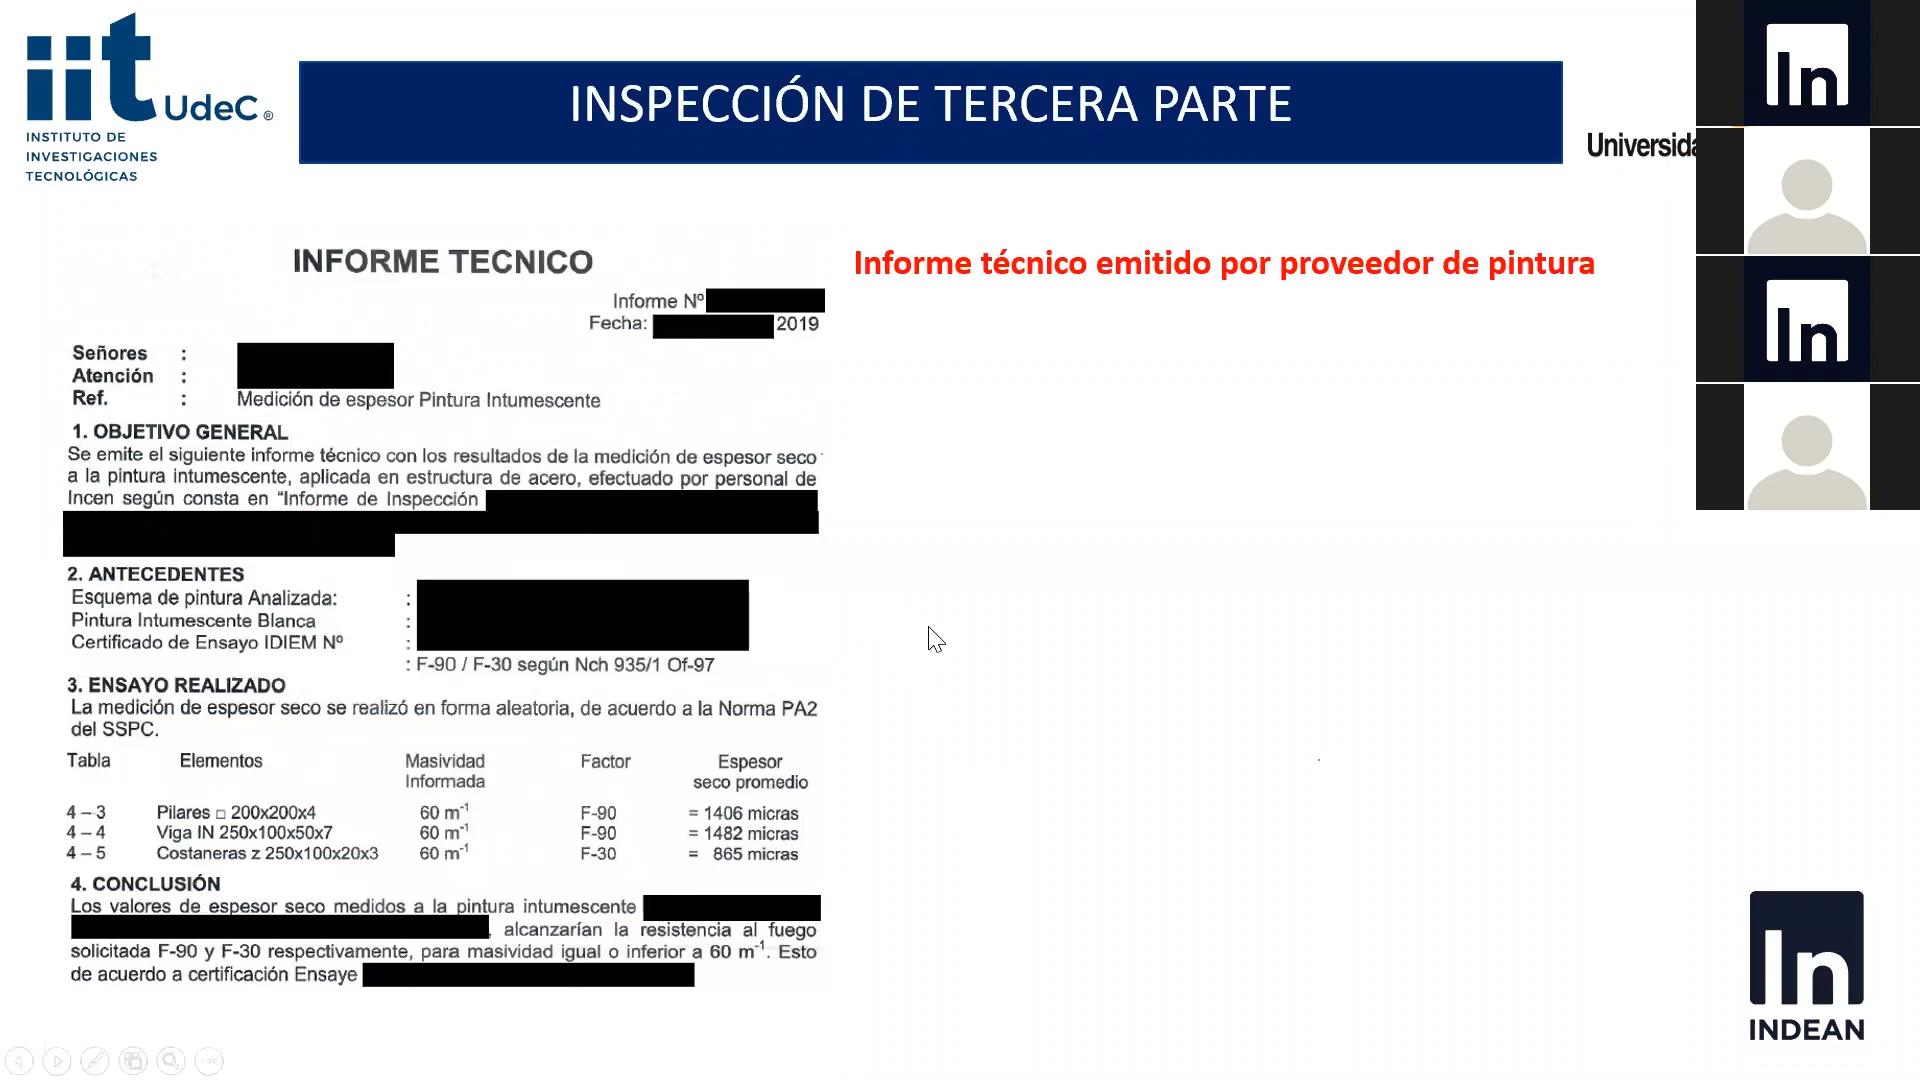 iit UdeC ®
INSTITUTO DE
INVESTIGACIONES
TECNOLÓGICAS
INSPECCIÓN DE TERCERA PARTE
Universida
INFORME TECNICO
Informe técnico emitido por proveedor de pintura
Informe Nº
Fecha: 2019
Señores :
Atención :
Ref. : Medición de espesor Pintura Intumescente
1. OBJETIVO GENERAL
Se emite el siguiente informe técnico con los resultados de la medición de espesor seco
a la pintura intumescente, aplicada en estructura de acero, efectuado por personal de
Incen según consta en “Informe de Inspección
2. ANTECEDENTES
Esquema de pintura Analizada: :
Pintura Intumescente Blanca :
Certificado de Ensayo IDIEM Nº :
: F-90 / F-30 según Nch 935/1 Of-97
3. ENSAYO REALIZADO
La medición de espesor seco se realizó en forma aleatoria, de acuerdo a la Norma PA2
del SSPC.
Tabla Elementos Masividad Factor Espesor
Informada seco promedio
4 – 3 Pilares □ 200x200x4 60 m⁻¹ F-90 = 1406 micras
4 – 4 Viga IN 250x100x50x7 60 m⁻¹ F-90 = 1482 micras
4 – 5 Costaneras z 250x100x20x3 60 m⁻¹ F-30 = 865 micras
4. CONCLUSIÓN
Los valores de espesor seco medidos a la pintura intumescente
, alcanzarían la resistencia al fuego
solicitada F-90 y F-30 respectivamente, para masividad igual o inferior a 60 m⁻¹. Esto
de acuerdo a certificación Ensaye
In
In
In
INDEAN